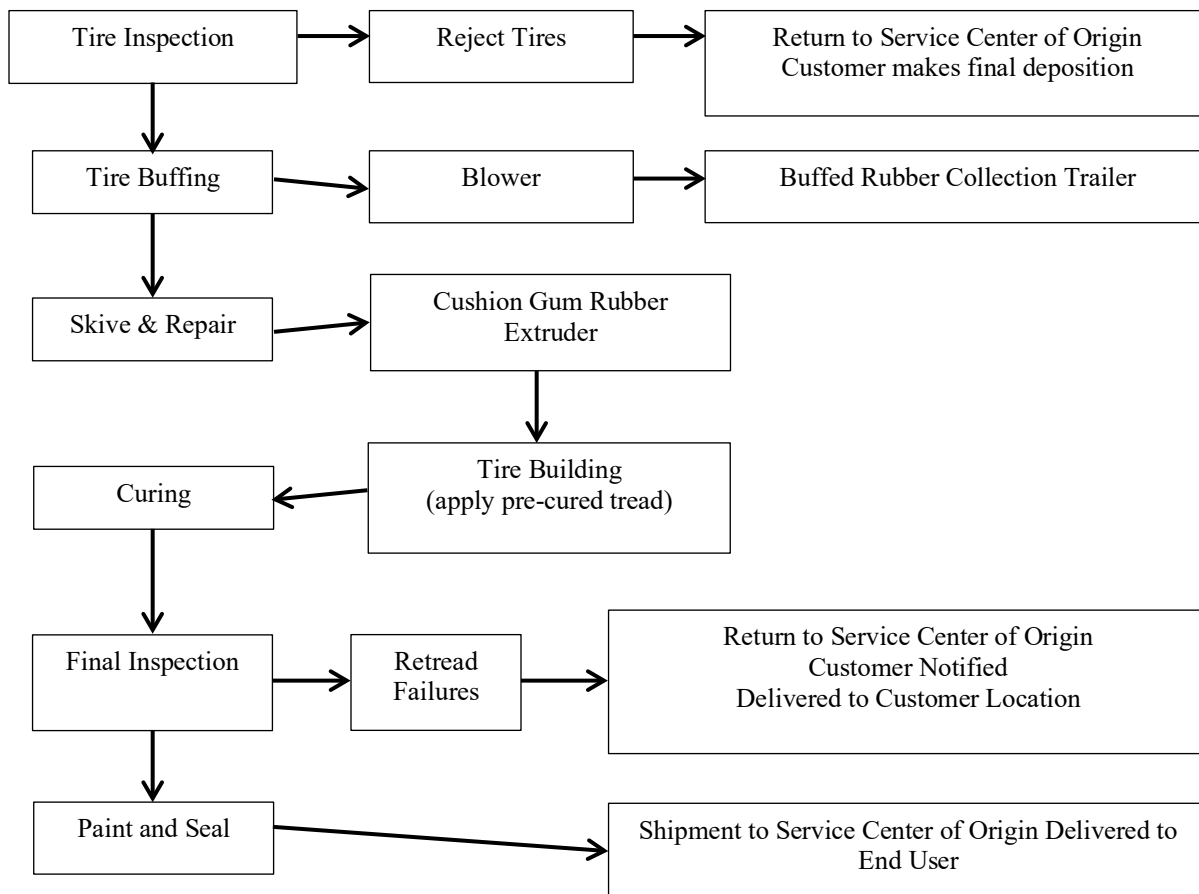 Tire Inspection
Reject Tires
Return to Service Center of Origin
Customer makes final deposition
Tire Buffing
Blower
Buffed Rubber Collection Trailer
Skive & Repair
Cushion Gum Rubber
Extruder
Tire Building
(apply pre-cured tread)
Curing
Final Inspection
Retread
Failures
Return to Service Center of Origin
Customer Notified
Delivered to Customer Location
Paint and Seal
Shipment to Service Center of Origin Delivered to
End User